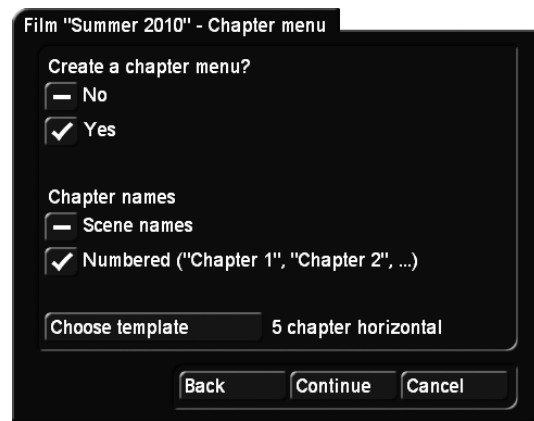 Film "Summer 2010" - Chapter menu
Create a chapter menu?
No
Yes
Chapter names
Scene names
Numbered ("Chapter 1", "Chapter 2", ...)
Choose template 5 chapter horizontal
Back Continue Cancel